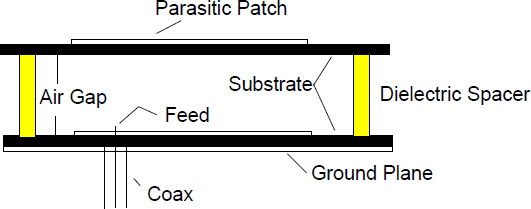 Parasitic Patch
Substrate
Air Gap
Dielectric Spacer
Feed
Ground Plane
Coax